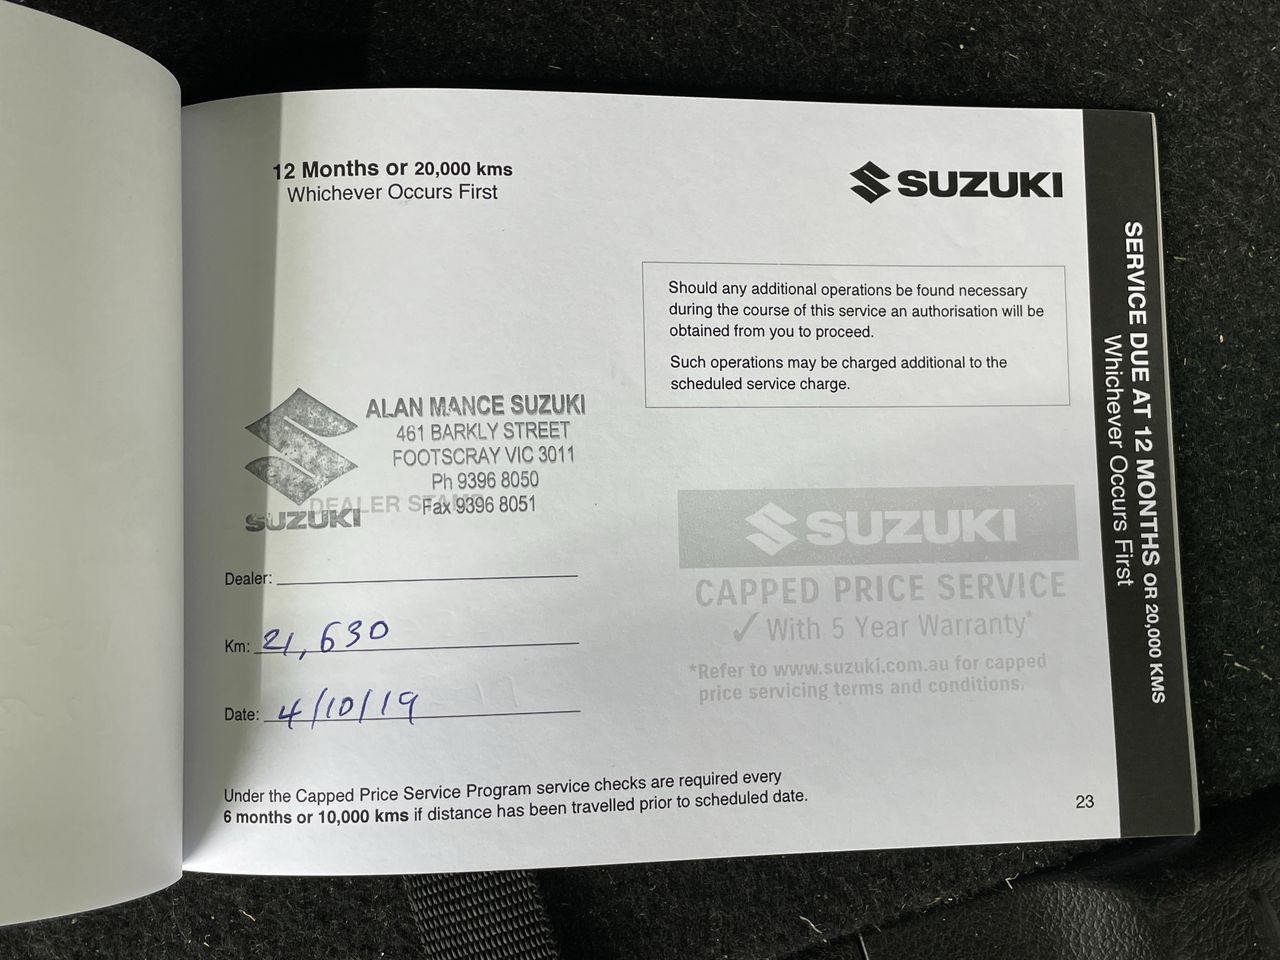 12 Months or 20,000 kms
Whichever Occurs First
SUZUKI
Should any additional operations be found necessary
during the course of this service an authorisation will be
obtained from you to proceed.
Such operations may be charged additional to the
scheduled service charge.
ALAN MANCE SUZUKI
461 BARKLY STREET
FOOTSCRAY VIC 3011
Ph 9396 8050
Fax 9396 8051
DEALER STAMP
SUZUKI
Dealer:
Km: 21,630
Date: 4/10/19
SUZUKI
CAPPED PRICE SERVICE
✓ With 5 Year Warranty*
*Refer to www.suzuki.com.au for capped
price servicing terms and conditions.
Under the Capped Price Service Program service checks are required every
6 months or 10,000 kms if distance has been travelled prior to scheduled date.
23
SERVICE DUE AT 12 MONTHS OR 20,000 KMS
Whichever Occurs First